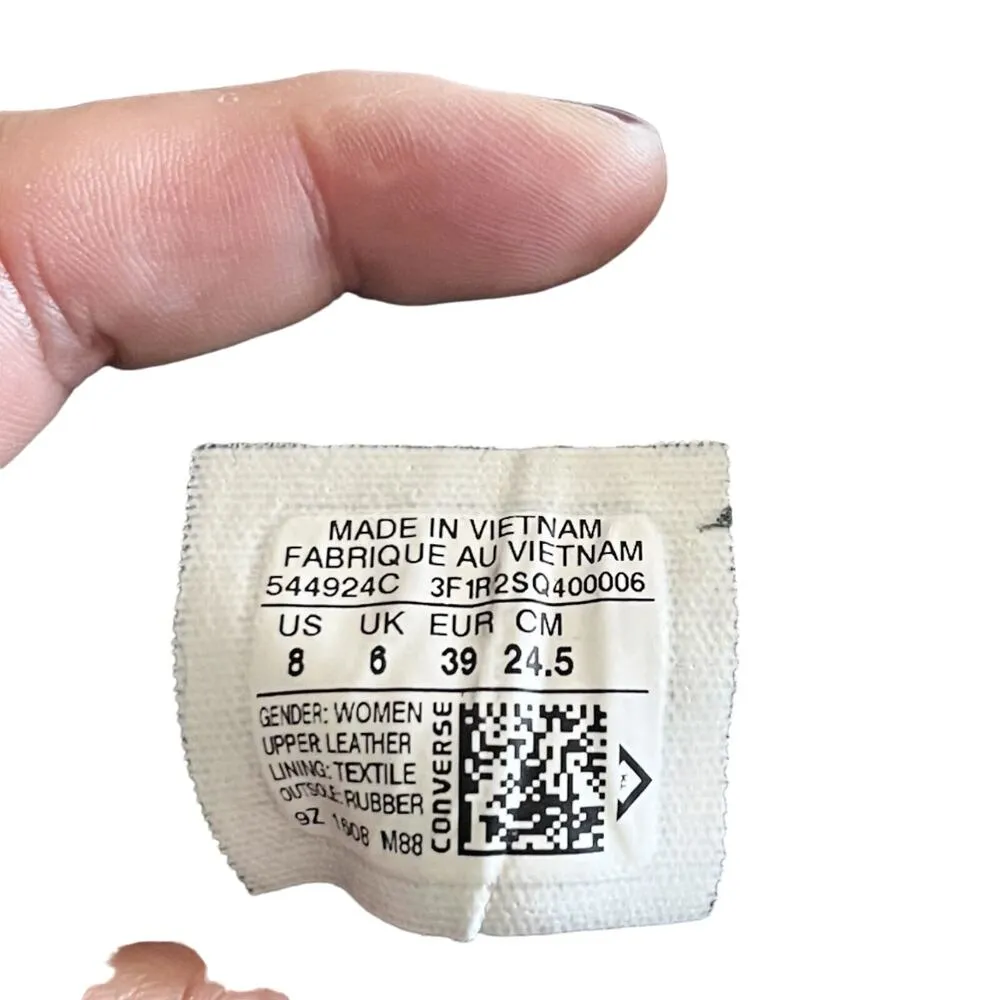 MADE IN VIETNAM
FABRIQUE AU VIETNAM
544924C 3F1R2SQ400006
US UK EUR CM
8 6 39 24.5
GENDER: WOMEN
UPPER LEATHER
LINING: TEXTILE
OUTSOLE: RUBBER
9Z 1608 M88
CONVERSE